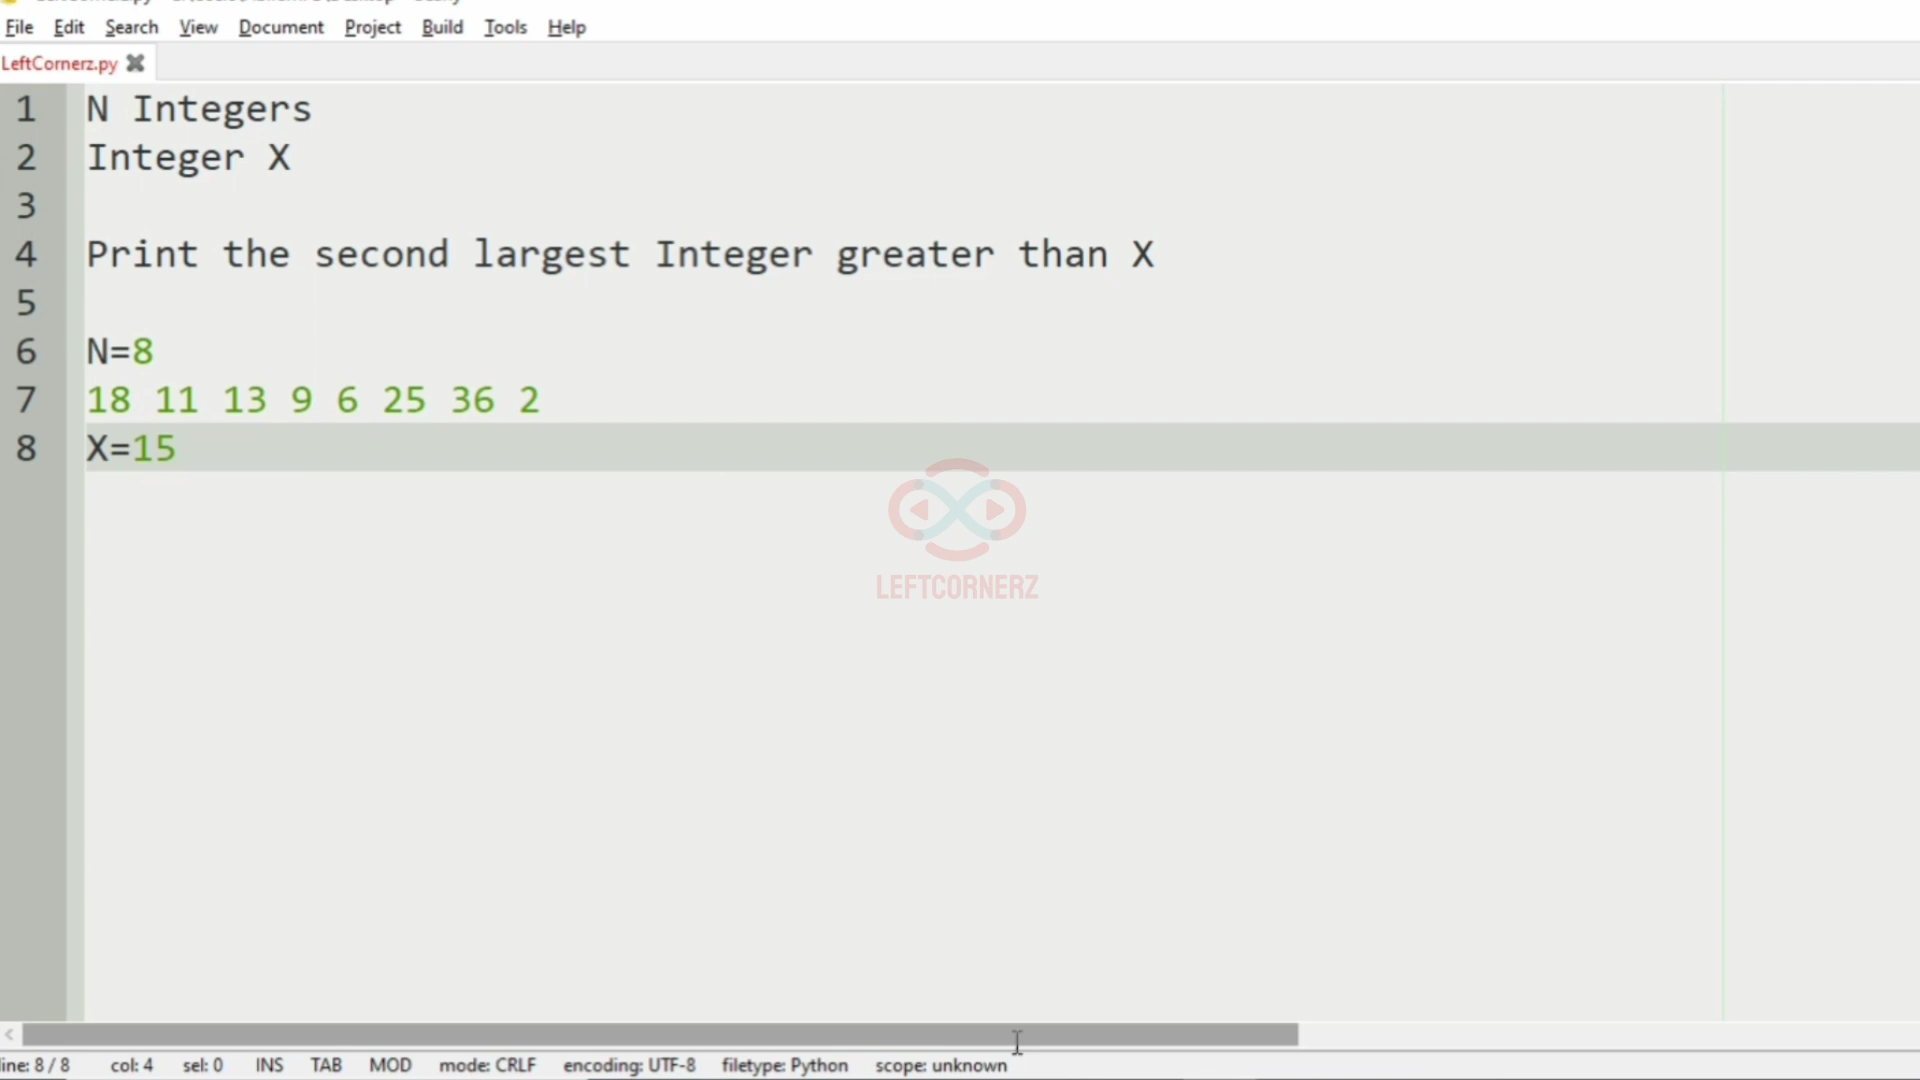 File Edit Search View Document Project Build Tools Help
LeftCornerz.py
1 N Integers
2 Integer X
3
4 Print the second largest Integer greater than X
5
6 N=8
7 18 11 13 9 6 25 36 2
8 X=15
LEFTCORNERZ
line: 8 / 8 col: 4 sel: 0 INS TAB MOD mode: CRLF encoding: UTF-8 filetype: Python scope: unknown